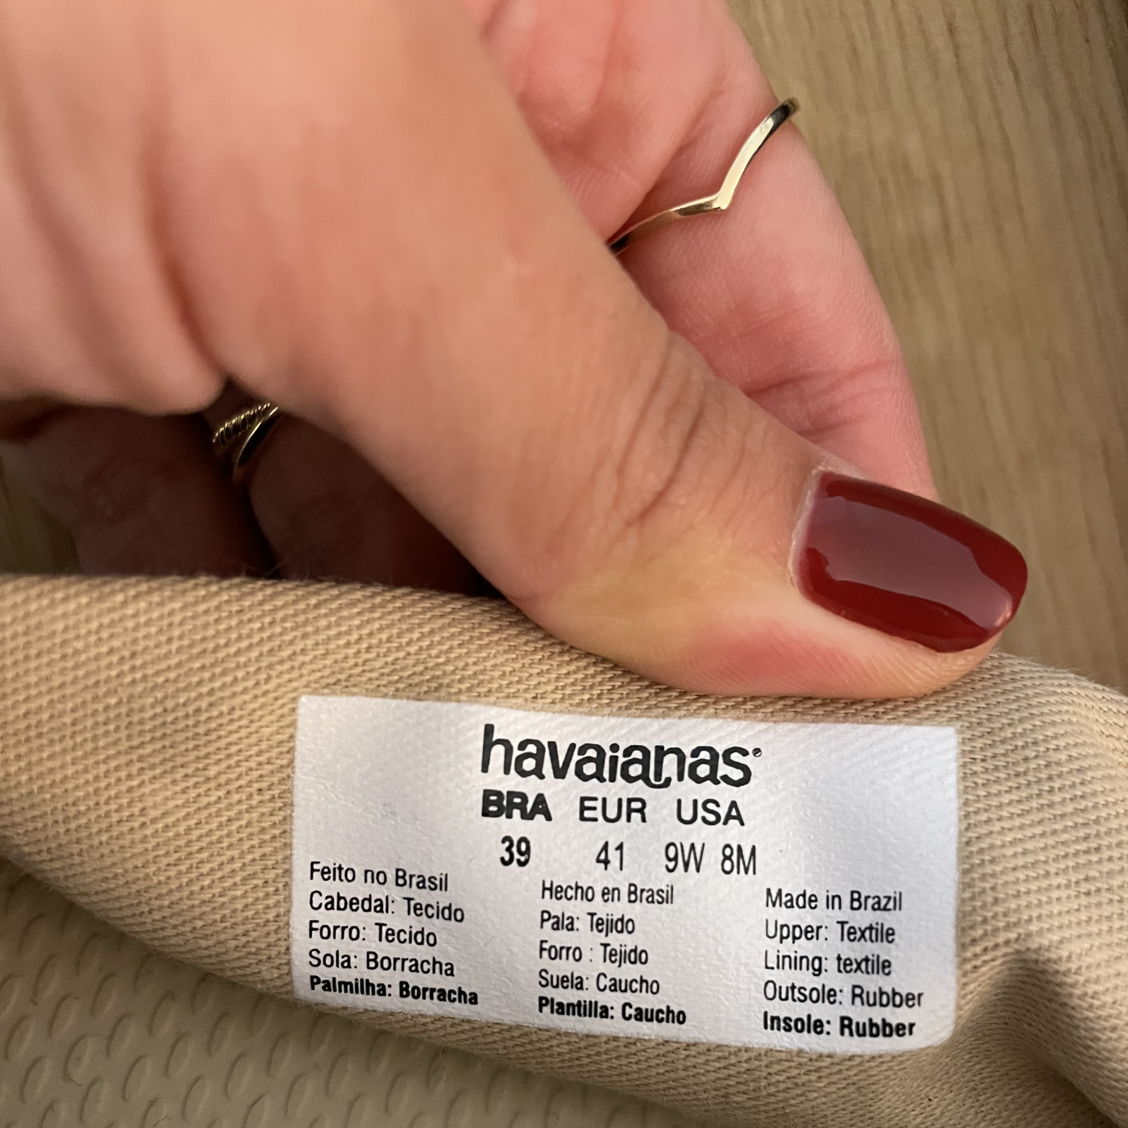 havaianas®
BRA EUR USA
39 41 9W 8M
Feito no Brasil
Cabedal: Tecido
Forro: Tecido
Sola: Borracha
Palmilha: Borracha
Hecho en Brasil
Pala: Tejido
Forro : Tejido
Suela: Caucho
Plantilla: Caucho
Made in Brazil
Upper: Textile
Lining: textile
Outsole: Rubber
Insole: Rubber